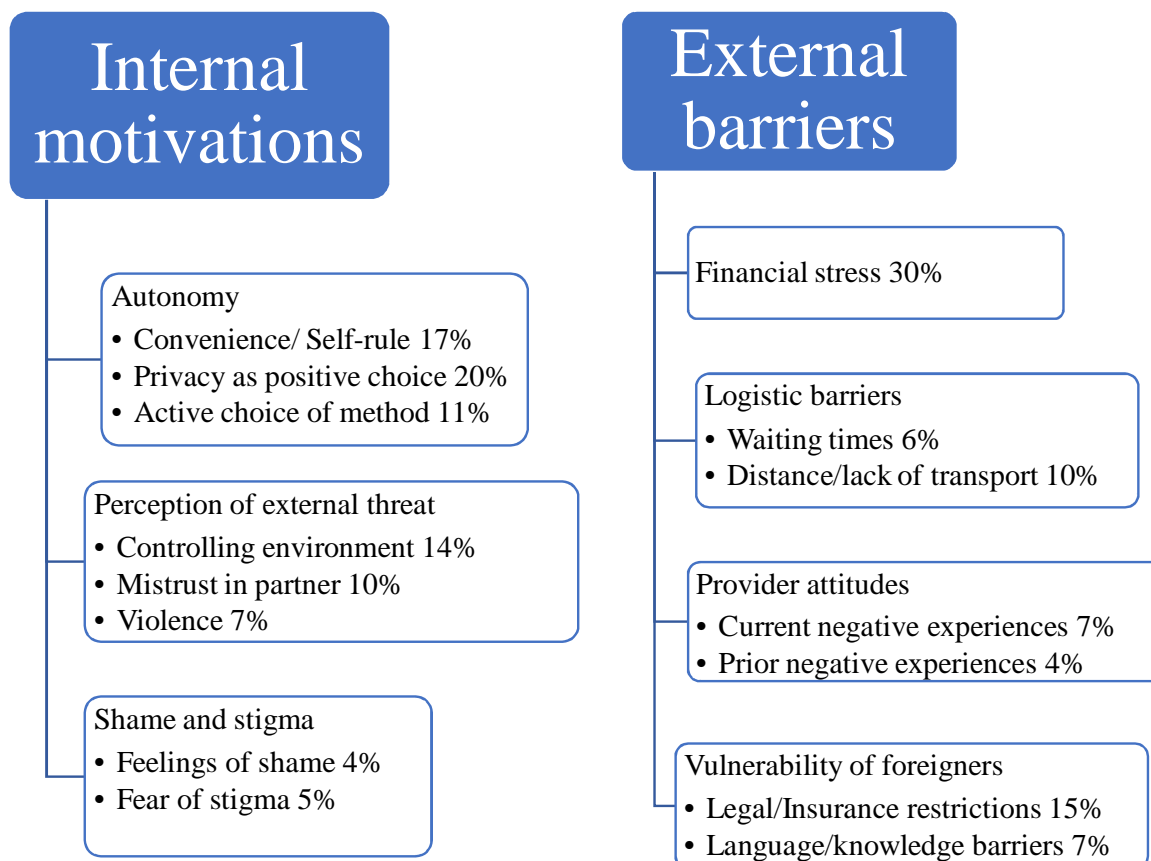 Internal
motivations
Autonomy
• Convenience/ Self-rule 17%
• Privacy as positive choice 20%
• Active choice of method 11%
Perception of external threat
• Controlling environment 14%
• Mistrust in partner 10%
• Violence 7%
Shame and stigma
• Feelings of shame 4%
• Fear of stigma 5%
External
barriers
Financial stress 30%
Logistic barriers
• Waiting times 6%
• Distance/lack of transport 10%
Provider attitudes
• Current negative experiences 7%
• Prior negative experiences 4%
Vulnerability of foreigners
• Legal/Insurance restrictions 15%
• Language/knowledge barriers 7%